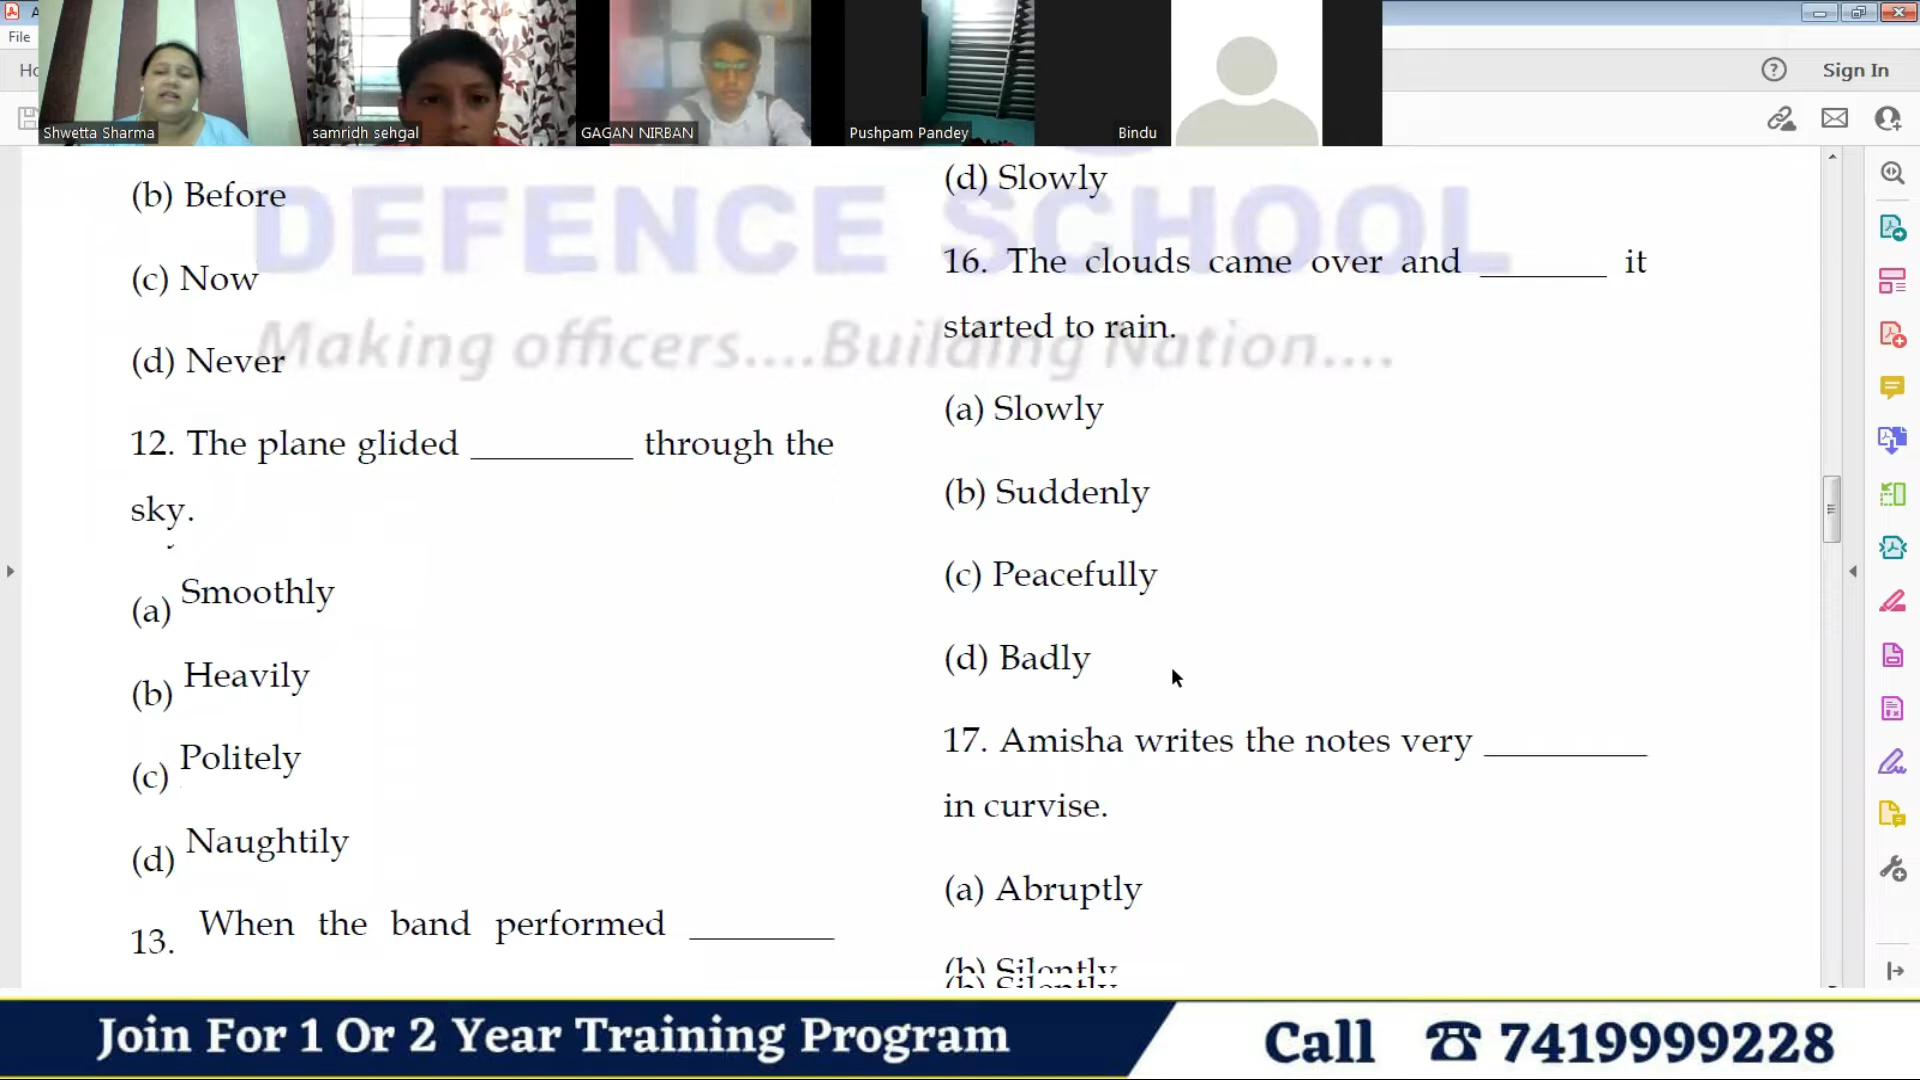 File
Sign In
Shwetta Sharma
samridh sehgal
GAGAN NIRBAN
Pushpam Pandey
Bindu
DEFENCE SCHOOL
Making officers....Building Nation....
(b) Before
(c) Now
(d) Never
12. The plane glided __________ through the
sky.
(a) Smoothly
(b) Heavily
(c) Politely
(d) Naughtily
13. When the band performed _________
(d) Slowly
16. The clouds came over and ________ it
started to rain.
(a) Slowly
(b) Suddenly
(c) Peacefully
(d) Badly
17. Amisha writes the notes very __________
in curvise.
(a) Abruptly
(b) Silently
Join For 1 Or 2 Year Training Program
Call ☎ 7419999228